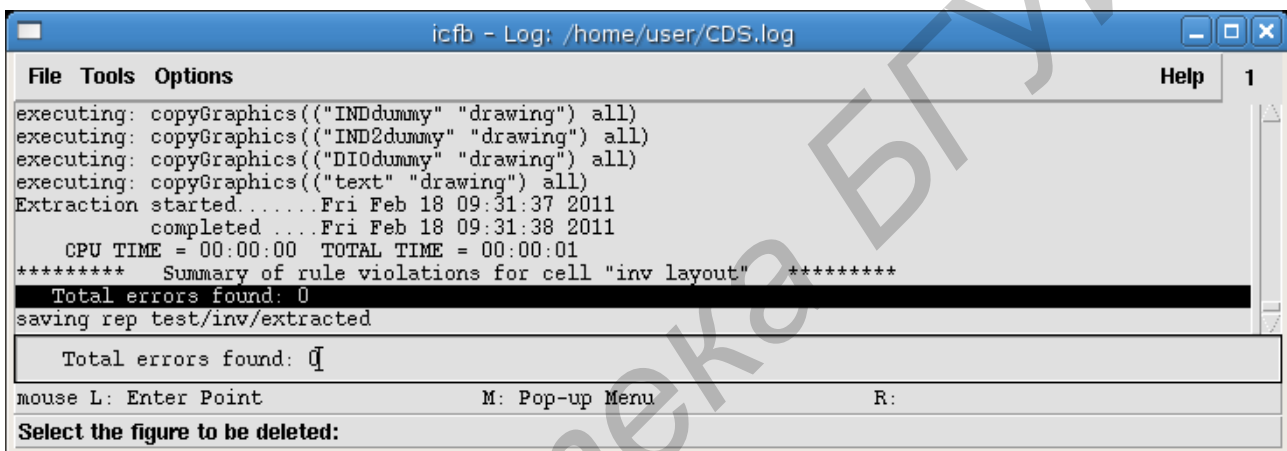 icfb - Log: /home/user/CDS.log
File Tools Options Help 1
executing: copyGraphics(("INDdummy" "drawing") all)
executing: copyGraphics(("IND2dummy" "drawing") all)
executing: copyGraphics(("DIOdummy" "drawing") all)
executing: copyGraphics(("text" "drawing") all)
Extraction started.......Fri Feb 18 09:31:37 2011
completed ....Fri Feb 18 09:31:38 2011
CPU TIME = 00:00:00 TOTAL TIME = 00:00:01
********* Summary of rule violations for cell "inv layout" *********
Total errors found: 0
saving rep test/inv/extracted
Total errors found: 0
mouse L: Enter Point M: Pop-up Menu R:
Select the figure to be deleted: